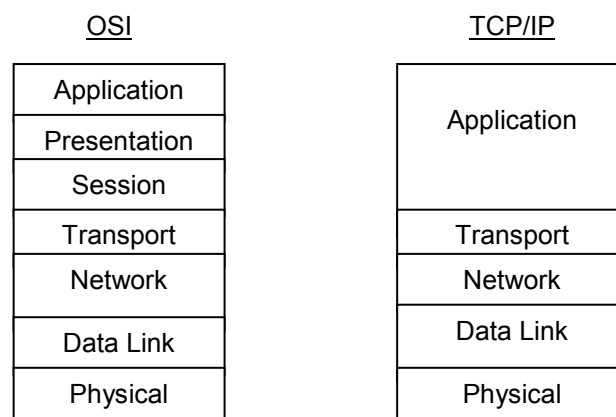 OSI
Application
Presentation
Session
Transport
Network
Data Link
Physical
TCP/IP
Application
Transport
Network
Data Link
Physical